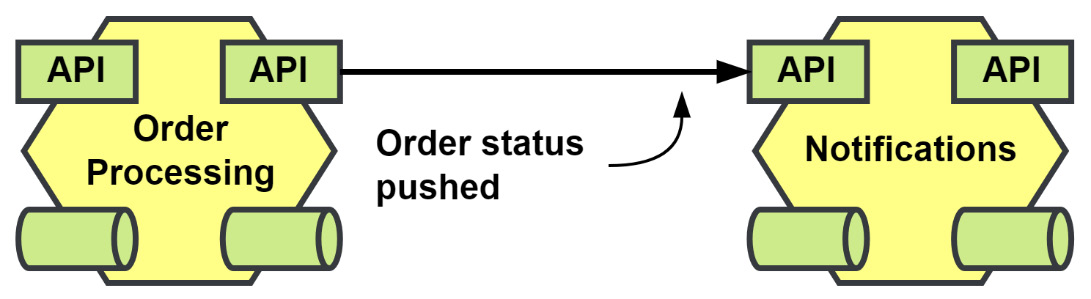 API
API
API
API
Order
Processing
Order status
pushed
Notifications